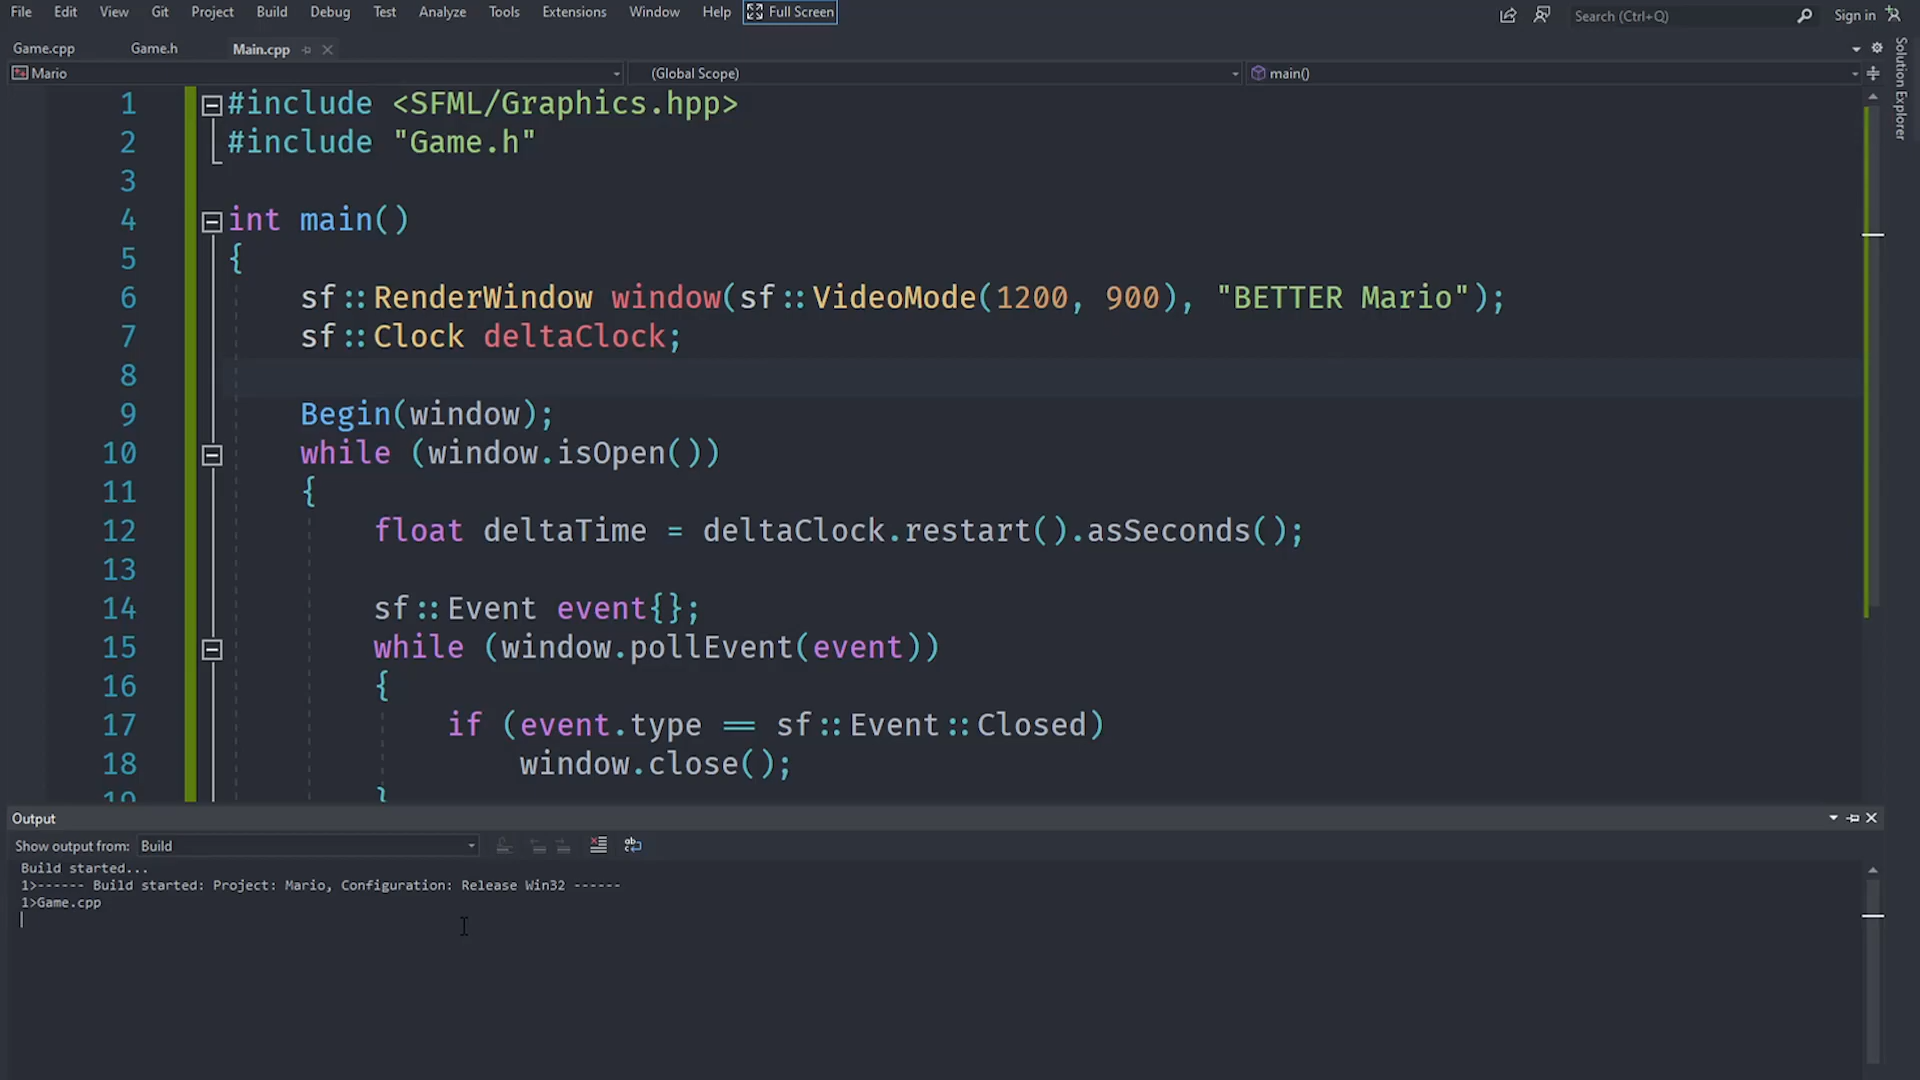 File Edit View Git Project Build Debug Test Analyze Tools Extensions Window Help Full Screen Search (Ctrl+Q) Sign in
Game.cpp Game.h Main.cpp
Mario (Global Scope) main()
Solution Explorer
1 #include <SFML/Graphics.hpp>
2 #include "Game.h"
3
4 int main()
5 {
6 sf::RenderWindow window(sf::VideoMode(1200, 900), "BETTER Mario");
7 sf::Clock deltaClock;
8
9 Begin(window);
10 while (window.isOpen())
11 {
12 float deltaTime = deltaClock.restart().asSeconds();
13
14 sf::Event event{};
15 while (window.pollEvent(event))
16 {
17 if (event.type == sf::Event::Closed)
18 window.close();
19 }
Output
Show output from: Build
Build started...
1>------ Build started: Project: Mario, Configuration: Release Win32 ------
1>Game.cpp